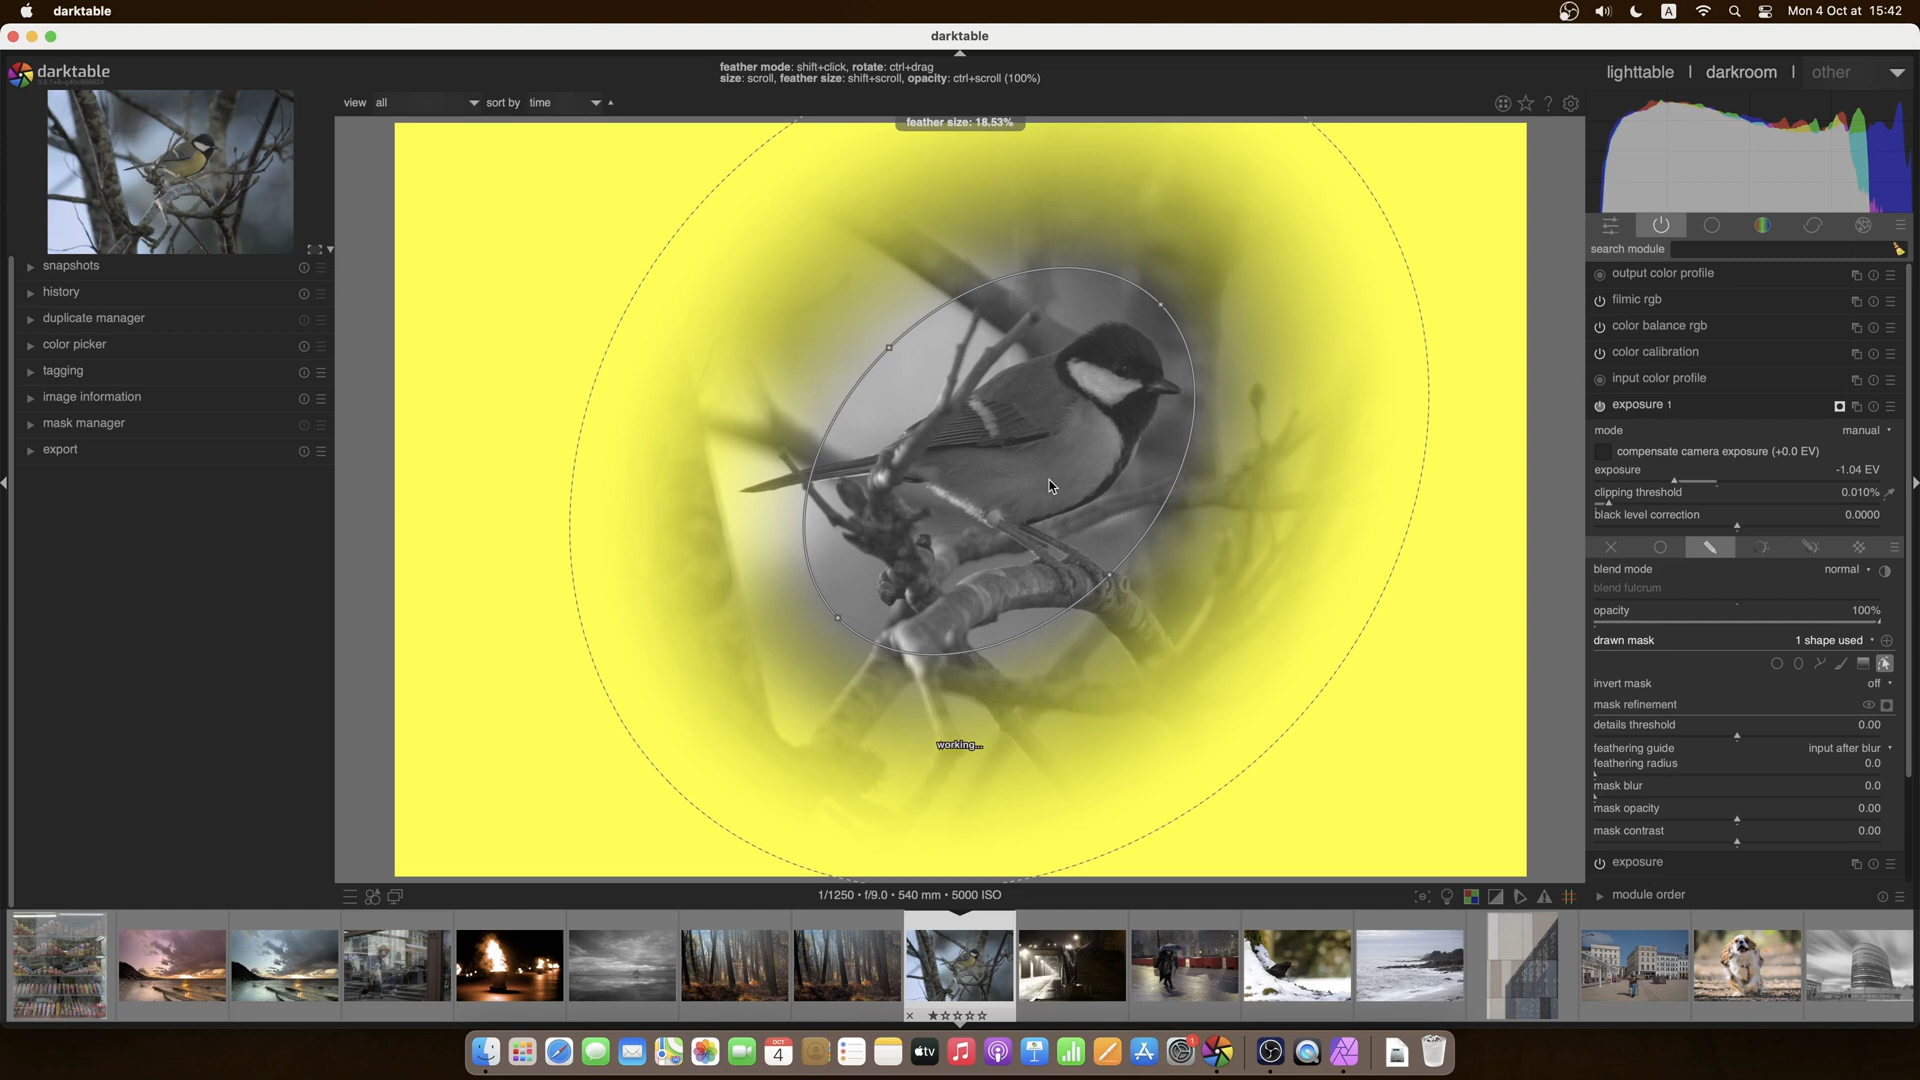 darktable
A
Mon 4 Oct at 15:42
darktable
darktable
feather mode: shift+click, rotate: ctrl+drag
size: scroll, feather size: shift+scroll, opacity: ctrl+scroll (100%)
lighttable | darkroom | other
view all sort by time
?
feather size: 18.53%
search module
snapshots
history
duplicate manager
color picker
tagging
image information
mask manager
export
output color profile
filmic rgb
color balance rgb
color calibration
input color profile
exposure 1
mode manual
compensate camera exposure (+0.0 EV)
exposure -1.04 EV
clipping threshold 0.010%
black level correction 0.0000
blend mode normal
blend fulcrum
opacity 100%
drawn mask 1 shape used
invert mask off
mask refinement
details threshold 0.00
feathering guide input after blur
feathering radius 0.0
mask blur 0.0
mask opacity 0.00
mask contrast 0.00
exposure
module order
working...
1/1250 • f/9.0 • 540 mm • 5000 ISO
OCT
4
tv
1